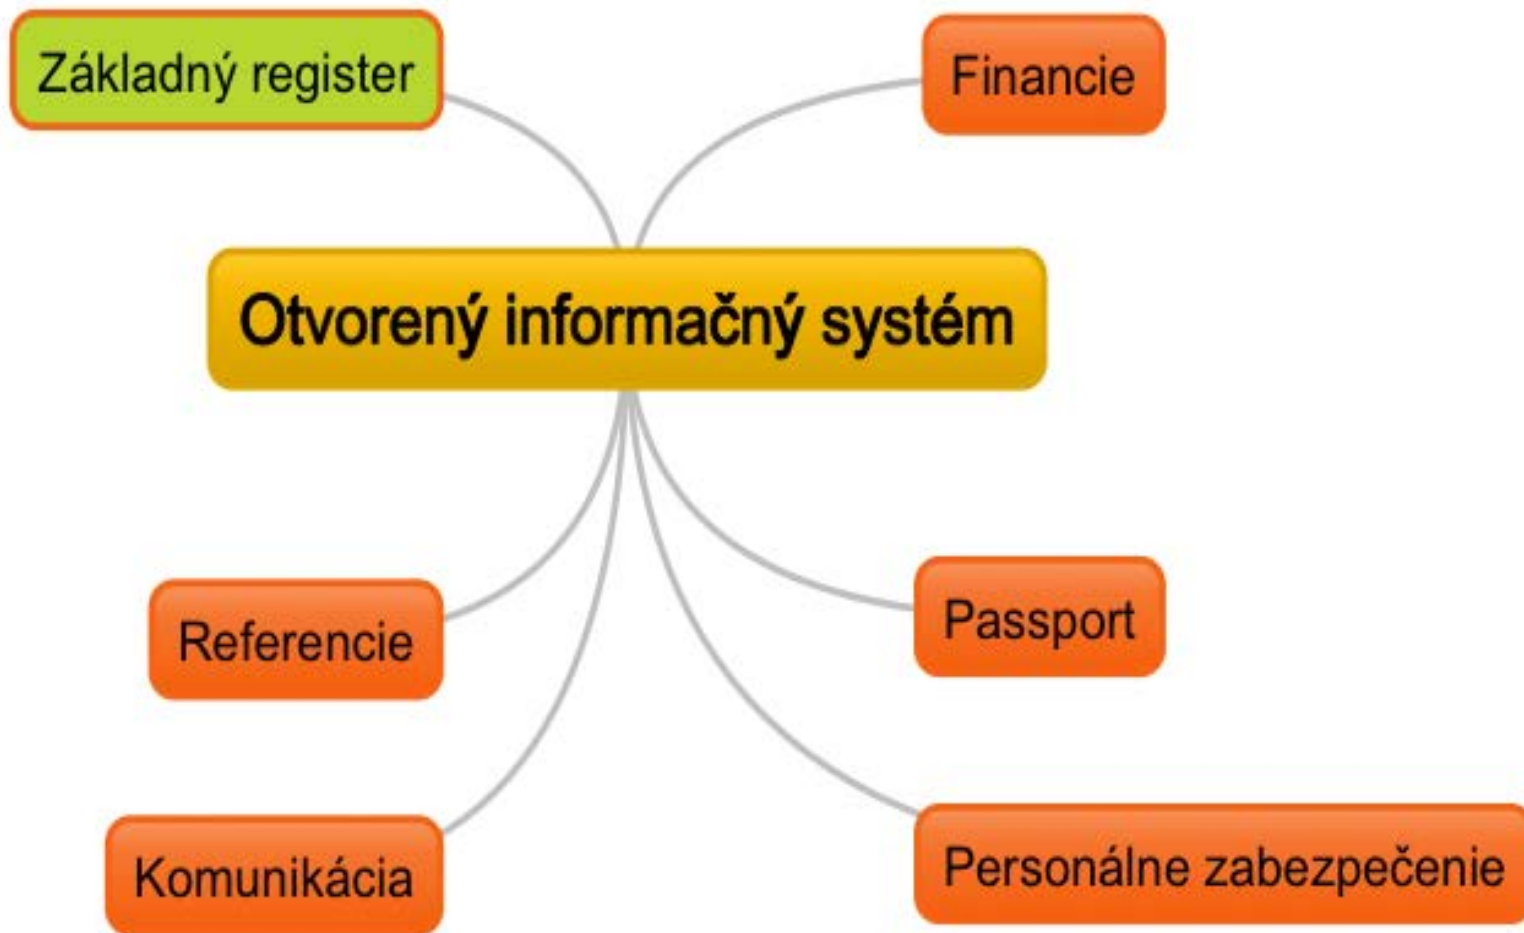 Základný register
Financie
Otvorený informačný systém
Referencie
Passport
Komunikácia
Personálne zabezpečenie